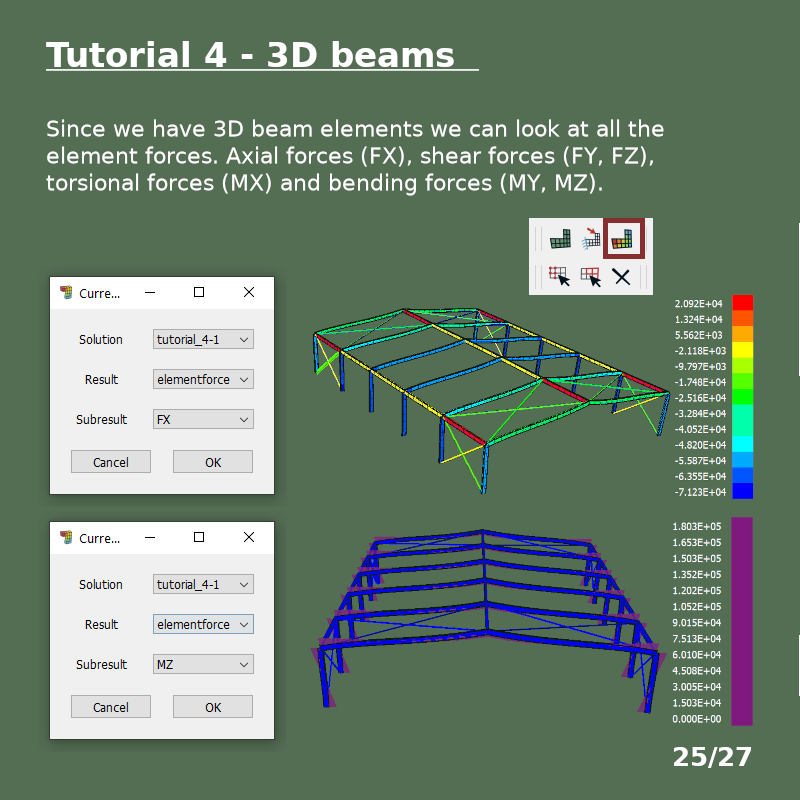 Tutorial 4 - 3D beams
Since we have 3D beam elements we can look at all the
element forces. Axial forces (FX), shear forces (FY, FZ),
torsional forces (MX) and bending forces (MY, MZ).
Curre...
Solution tutorial_4-1
Result elementforce
Subresult FX
Cancel OK
2.092E+04
1.324E+04
5.562E+03
-2.118E+03
-9.797E+03
-1.748E+04
-2.516E+04
-3.284E+04
-4.052E+04
-4.820E+04
-5.587E+04
-6.355E+04
-7.123E+04
Curre...
Solution tutorial_4-1
Result elementforce
Subresult MZ
Cancel OK
1.803E+05
1.653E+05
1.503E+05
1.352E+05
1.202E+05
1.052E+05
9.015E+04
7.513E+04
6.010E+04
4.508E+04
3.005E+04
1.503E+04
0.000E+00
25/27